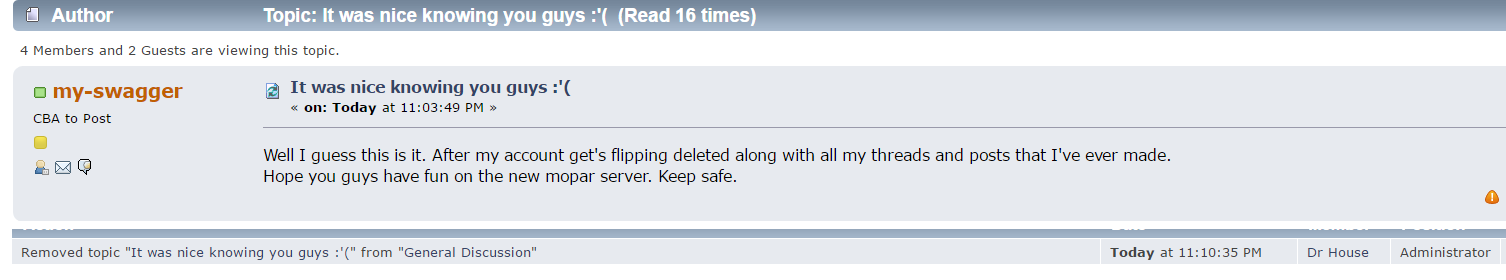 Author
Topic: It was nice knowing you guys :'( (Read 16 times)
4 Members and 2 Guests are viewing this topic.
my-swagger
CBA to Post
It was nice knowing you guys :'(
« on: Today at 11:03:49 PM »
Well I guess this is it. After my account get's flipping deleted along with all my threads and posts that I've ever made.
Hope you guys have fun on the new mopar server. Keep safe.
Removed topic "It was nice knowing you guys :'(" from "General Discussion"
Today at 11:10:35 PM
Dr House
Administrator